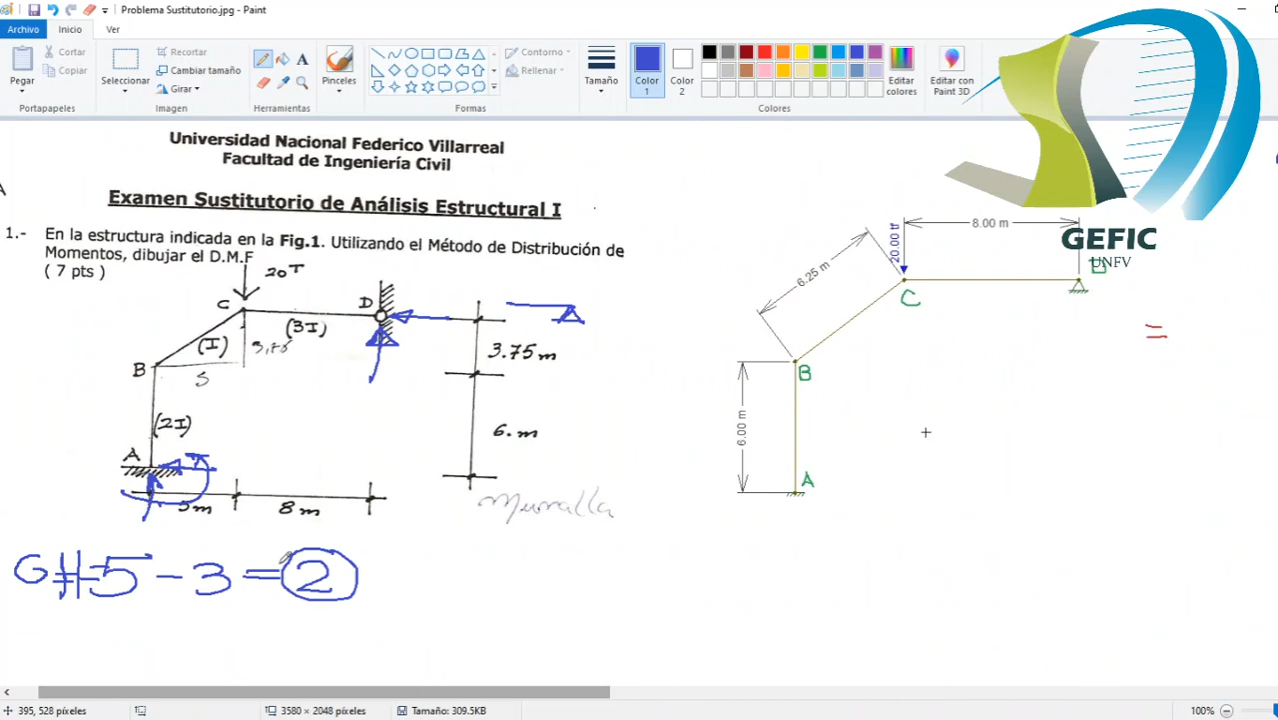 Problema Sustitutorio.jpg - Paint
Archivo
Inicio
Ver
Pegar
Cortar
Copiar
Portapapeles
Seleccionar
Recortar
Cambiar tamaño
Girar
Imagen
A
Herramientas
Pinceles
Contorno
Rellenar
Formas
Tamaño
Color
1
Color
2
Editar
colores
Editar con
Paint 3D
Colores
GEFIC
UNFV
Universidad Nacional Federico Villarreal
Facultad de Ingeniería Civil
A
Examen Sustitutorio de Análisis Estructural I
1.- En la estructura indicada en la Fig.1. Utilizando el Método de Distribución de
Momentos, dibujar el D.M.F
( 7 pts )
20T
C
D
(3I)
(I)
3,75
B
5
3.75m
(2I)
6.m
A
5m
8m
GH=5-3=2
8.00 m
20.00 tf
6.25 m
D
C
B
6.00 m
A
=
395, 528 píxeles
3580 × 2048 píxeles
Tamaño: 309.5KB
100%